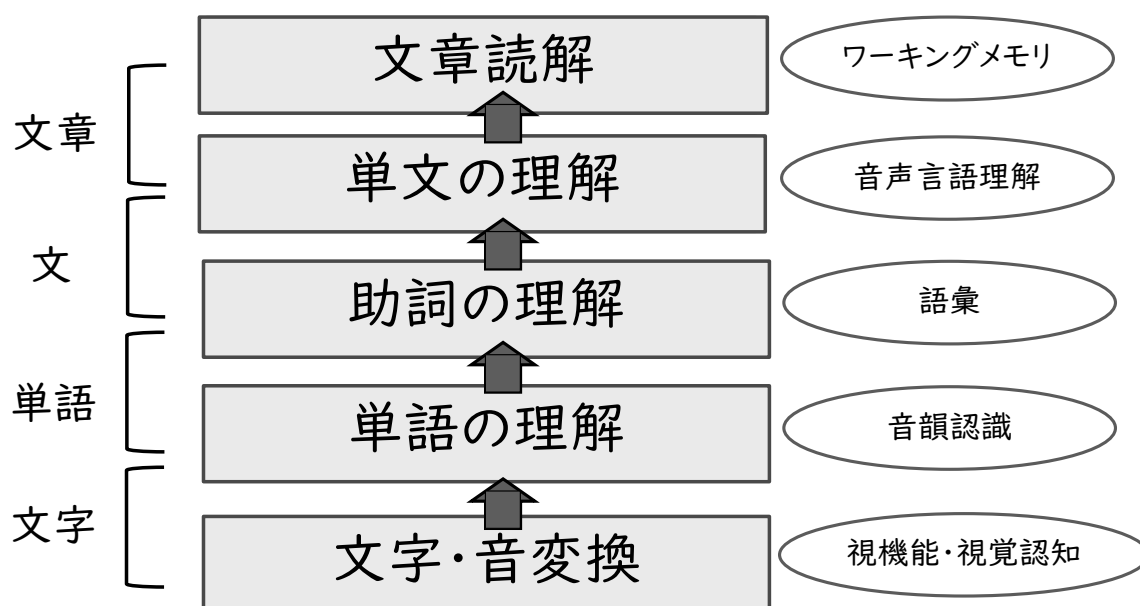 文章読解
ワーキングメモリ
文章
単文の理解
音声言語理解
文
助詞の理解
語彙
単語
単語の理解
音韻認識
文字
文字・音変換
視機能・視覚認知